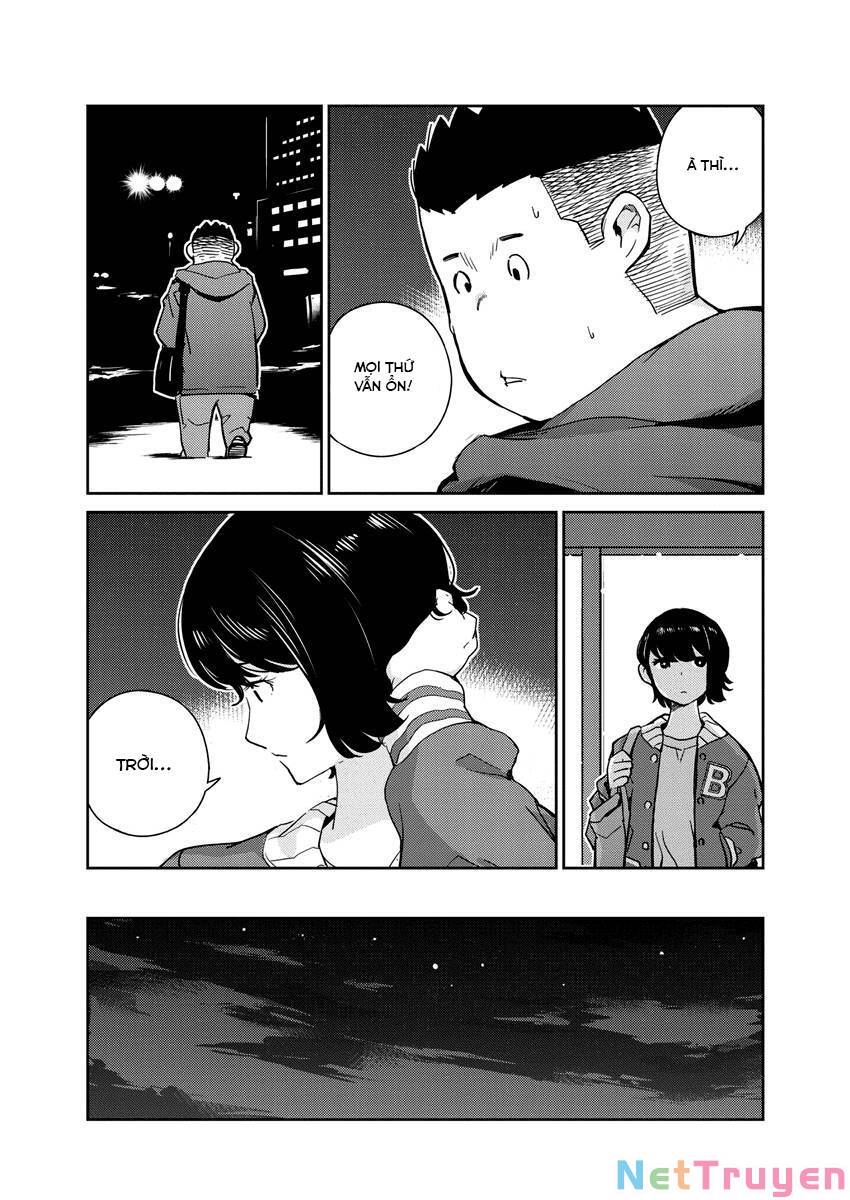 À THÌ...
MỌI THỨ
VẪN ỔN!
TRỜI...
B
NetTruyen